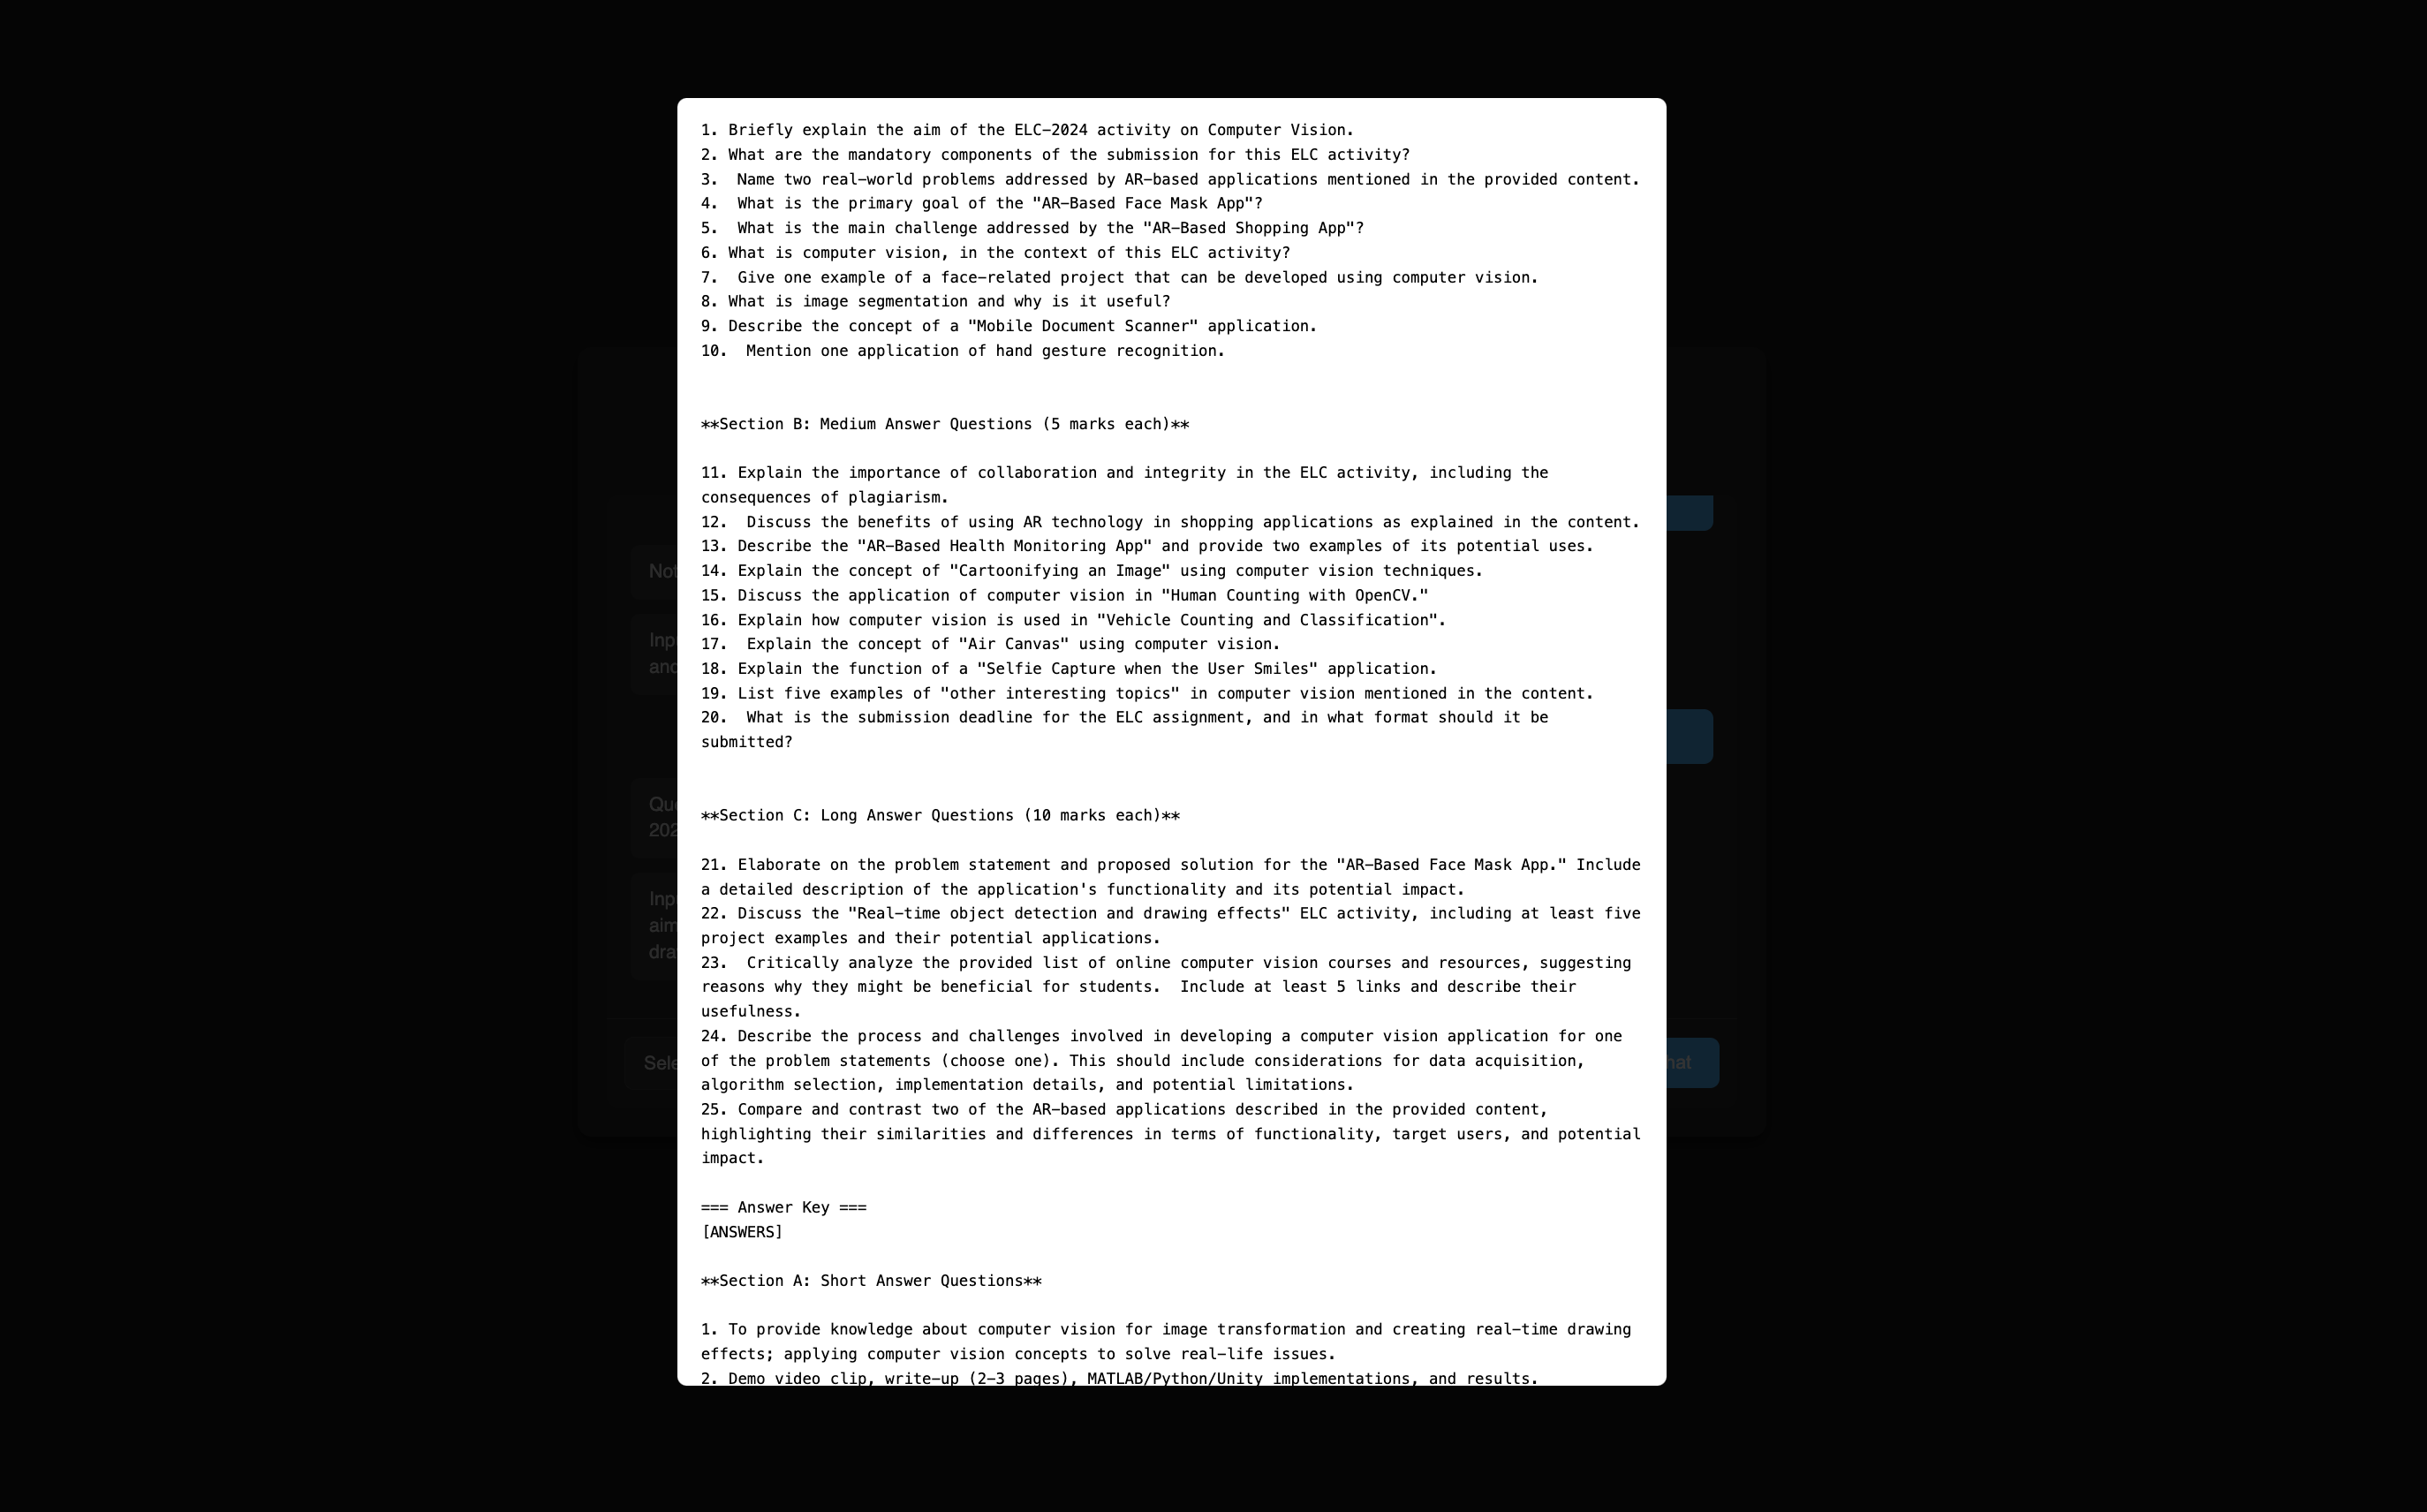 1. Briefly explain the aim of the ELC-2024 activity on Computer Vision.
2. What are the mandatory components of the submission for this ELC activity?
3.  Name two real-world problems addressed by AR-based applications mentioned in the provided content.
4.  What is the primary goal of the "AR-Based Face Mask App"?
5.  What is the main challenge addressed by the "AR-Based Shopping App"?
6. What is computer vision, in the context of this ELC activity?
7.  Give one example of a face-related project that can be developed using computer vision.
8. What is image segmentation and why is it useful?
9. Describe the concept of a "Mobile Document Scanner" application.
10.  Mention one application of hand gesture recognition.
**Section B: Medium Answer Questions (5 marks each)**
11. Explain the importance of collaboration and integrity in the ELC activity, including the
consequences of plagiarism.
12.  Discuss the benefits of using AR technology in shopping applications as explained in the content.
13. Describe the "AR-Based Health Monitoring App" and provide two examples of its potential uses.
14. Explain the concept of "Cartoonifying an Image" using computer vision techniques.
15. Discuss the application of computer vision in "Human Counting with OpenCV."
16. Explain how computer vision is used in "Vehicle Counting and Classification".
17.  Explain the concept of "Air Canvas" using computer vision.
18. Explain the function of a "Selfie Capture when the User Smiles" application.
19. List five examples of "other interesting topics" in computer vision mentioned in the content.
20.  What is the submission deadline for the ELC assignment, and in what format should it be
submitted?
**Section C: Long Answer Questions (10 marks each)**
21. Elaborate on the problem statement and proposed solution for the "AR-Based Face Mask App." Include
a detailed description of the application's functionality and its potential impact.
22. Discuss the "Real-time object detection and drawing effects" ELC activity, including at least five
project examples and their potential applications.
23.  Critically analyze the provided list of online computer vision courses and resources, suggesting
reasons why they might be beneficial for students.  Include at least 5 links and describe their
usefulness.
24. Describe the process and challenges involved in developing a computer vision application for one
of the problem statements (choose one). This should include considerations for data acquisition,
algorithm selection, implementation details, and potential limitations.
25. Compare and contrast two of the AR-based applications described in the provided content,
highlighting their similarities and differences in terms of functionality, target users, and potential
impact.
=== Answer Key ===
[ANSWERS]
**Section A: Short Answer Questions**
1. To provide knowledge about computer vision for image transformation and creating real-time drawing
effects; applying computer vision concepts to solve real-life issues.
2. Demo video clip, write-up (2-3 pages), MATLAB/Python/Unity implementations, and results.